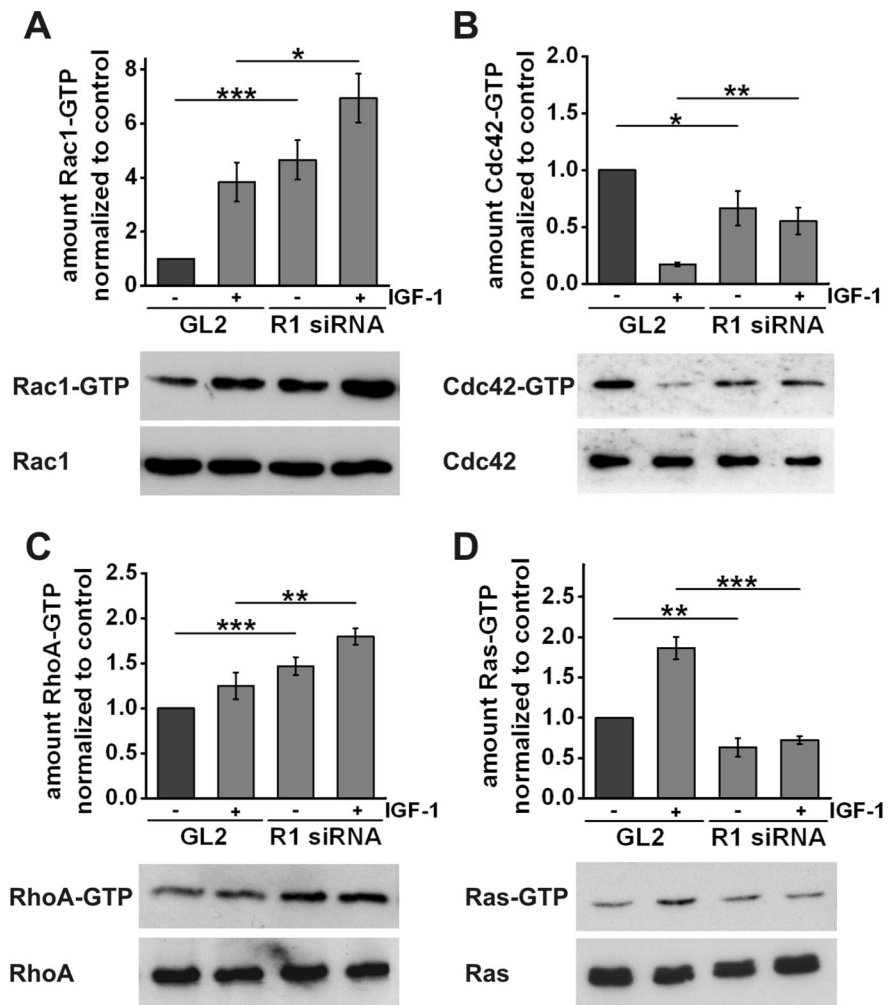 A
amount Rac1-GTP
normalized to control
8
6
4
2
0
*
***
- + - + IGF-1
GL2 R1 siRNA
Rac1-GTP
Rac1
B
amount Cdc42-GTP
normalized to control
2.0
1.5
1.0
0.5
0.0
**
*
- + - + IGF-1
GL2 R1 siRNA
Cdc42-GTP
Cdc42
C
amount RhoA-GTP
normalized to control
2.5
2.0
1.5
1.0
0.5
0.0
**
***
- + - + IGF-1
GL2 R1 siRNA
RhoA-GTP
RhoA
D
amount Ras-GTP
normalized to control
2.5
2.0
1.5
1.0
0.5
0.0
***
**
- + - + IGF-1
GL2 R1 siRNA
Ras-GTP
Ras